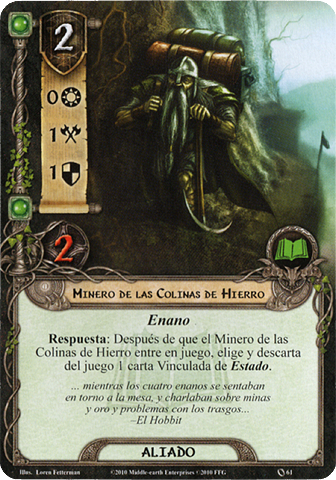 2
0
1
1
2
Minero de las Colinas de Hierro
Enano
Respuesta: Después de que el Minero de las
Colinas de Hierro entre en juego, elige y descarta
del juego 1 carta Vinculada de Estado.
... mientras los cuatro enanos se sentaban
en torno a la mesa, y charlaban sobre minas
y oro y problemas con los trasgos...
–El Hobbit
Illus. Loren Fetterman
ALIADO
©2010 Middle-earth Enterprises ©2010 FFG
61